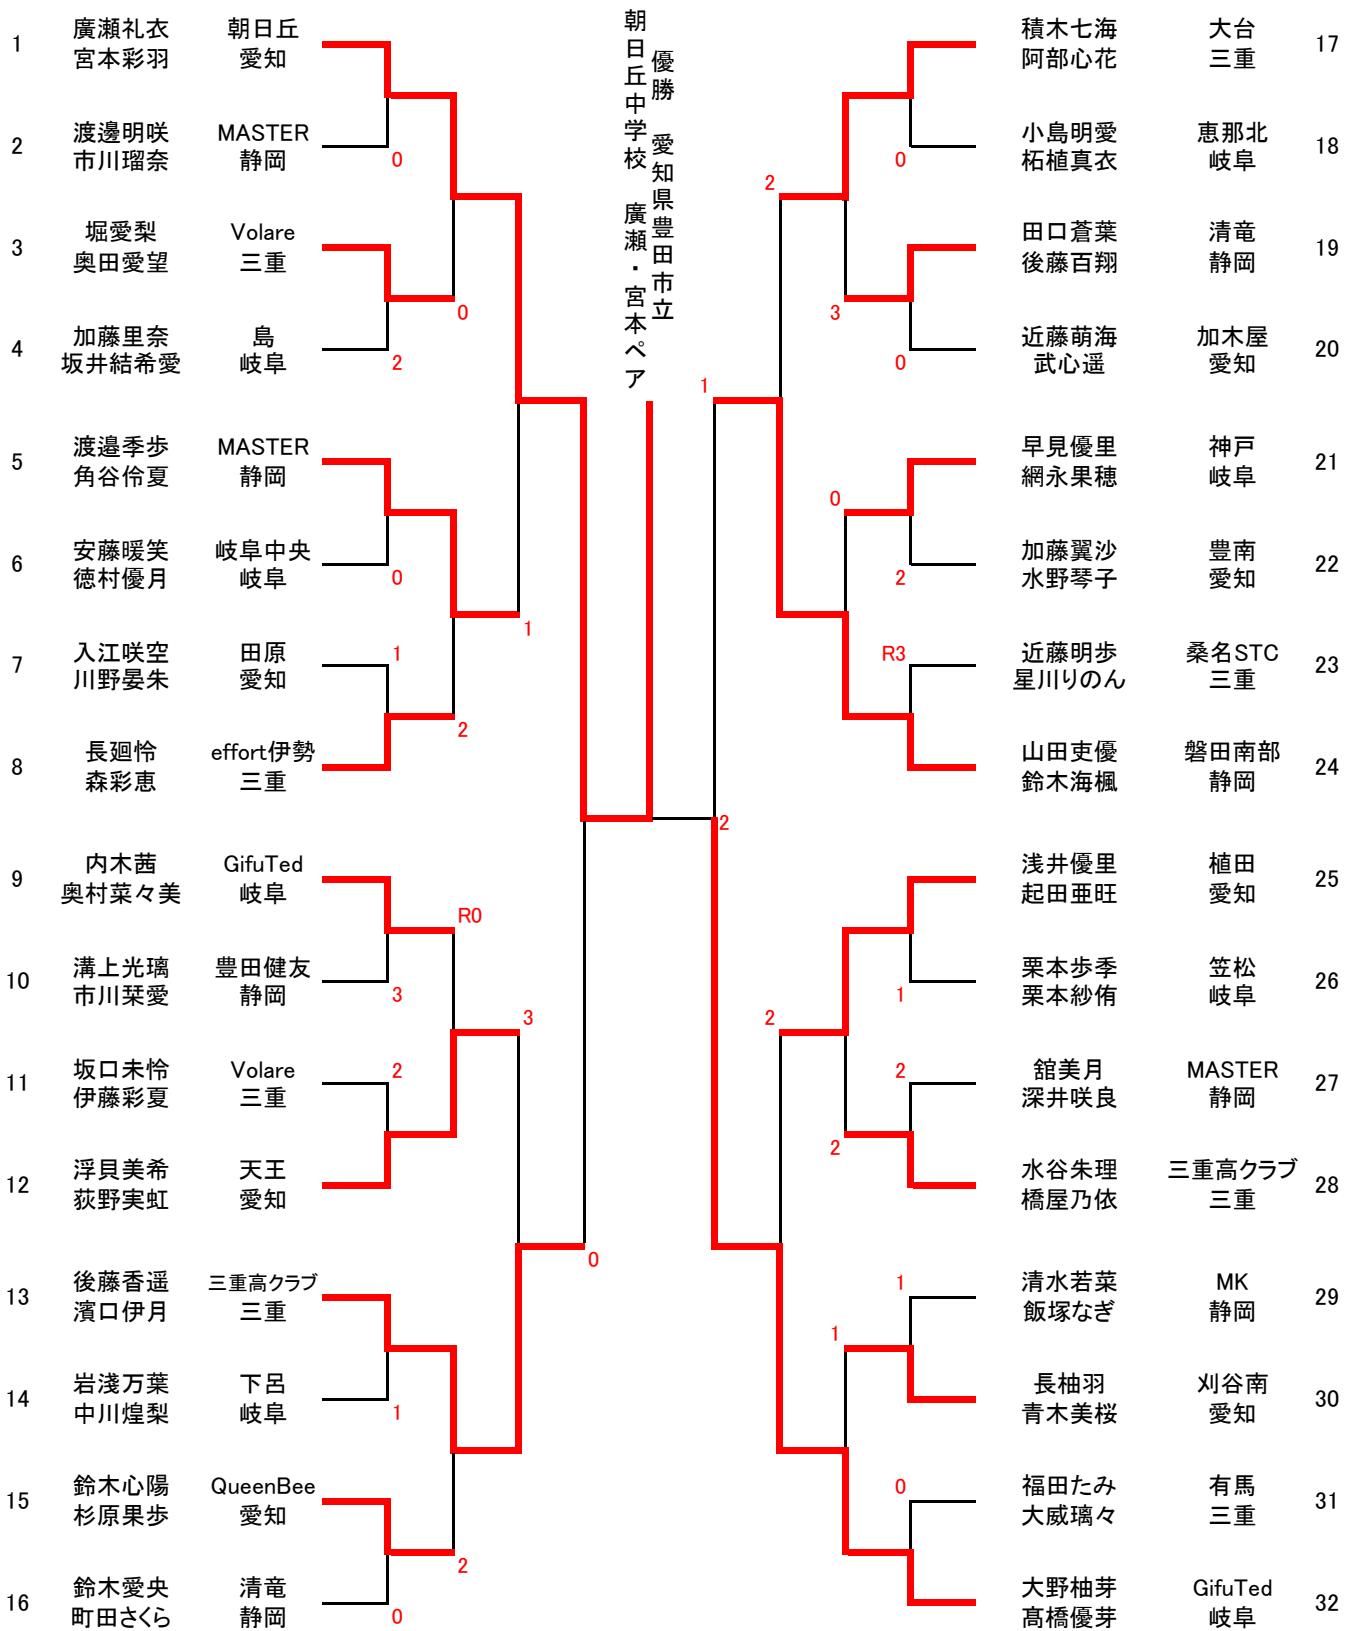 1
廣瀬礼衣
宮本彩羽
朝日丘
愛知
2
渡邊明咲
市川瑠奈
MASTER
静岡
0
3
堀愛梨
奥田愛望
Volare
三重
0
4
加藤里奈
坂井結希愛
島
岐阜
2
5
渡邉季歩
角谷伶夏
MASTER
静岡
6
安藤暖笑
徳村優月
岐阜中央
岐阜
0
1
7
入江咲空
川野晏朱
田原
愛知
1
2
8
長廻怜
森彩恵
effort伊勢
三重
9
内木茜
奥村菜々美
GifuTed
岐阜
R0
10
溝上光璃
市川栞愛
豊田健友
静岡
3
3
11
坂口未怜
伊藤彩夏
Volare
三重
2
12
浮貝美希
荻野実虹
天王
愛知
0
13
後藤香遥
濱口伊月
三重高クラブ
三重
14
岩淺万葉
中川煌梨
下呂
岐阜
1
15
鈴木心陽
杉原果歩
QueenBee
愛知
2
16
鈴木愛央
町田さくら
清竜
静岡
0
優勝　愛知県豊田市立
朝日丘中学校　廣瀬・宮本ペア
積木七海
阿部心花
大台
三重
17
小島明愛
柘植真衣
恵那北
岐阜
18
0
2
田口蒼葉
後藤百翔
清竜
静岡
19
3
近藤萌海
武心遥
加木屋
愛知
20
0
1
早見優里
網永果穂
神戸
岐阜
21
0
加藤翼沙
水野琴子
豊南
愛知
22
2
近藤明歩
星川りのん
桑名STC
三重
23
R3
山田吏優
鈴木海楓
磐田南部
静岡
24
2
浅井優里
起田亜旺
植田
愛知
25
栗本歩季
栗本紗侑
笠松
岐阜
26
1
2
舘美月
深井咲良
MASTER
静岡
27
2
2
水谷朱理
橋屋乃依
三重高クラブ
三重
28
清水若菜
飯塚なぎ
MK
静岡
29
1
1
長柚羽
青木美桜
刈谷南
愛知
30
福田たみ
大威璃々
有馬
三重
31
0
大野柚芽
髙橋優芽
GifuTed
岐阜
32